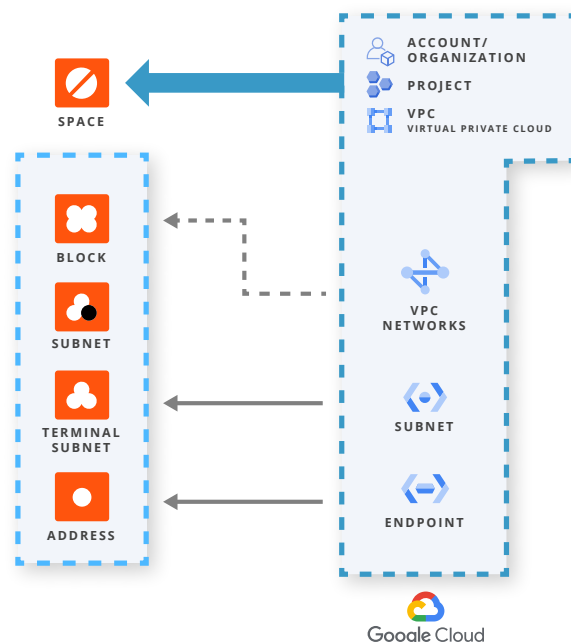 SPACE
BLOCK
SUBNET
TERMINAL
SUBNET
ADDRESS
ACCOUNT/
ORGANIZATION
PROJECT
VPC
VIRTUAL PRIVATE CLOUD
VPC
NETWORKS
SUBNET
ENDPOINT
Google Cloud